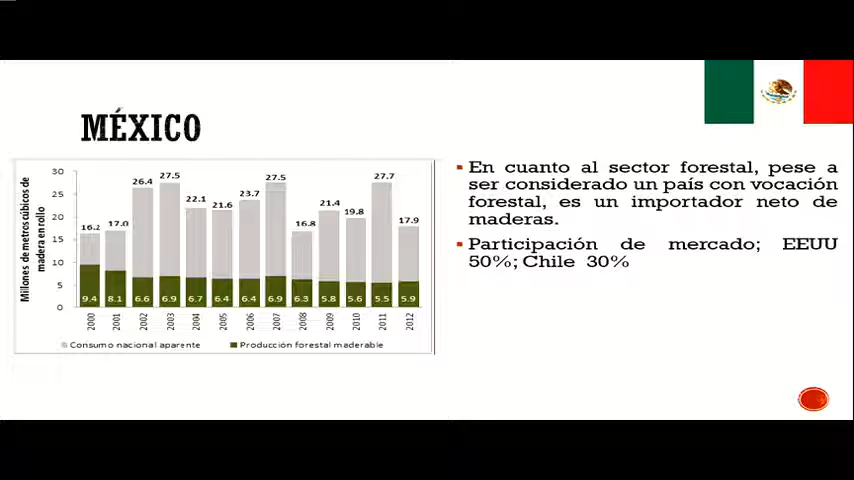 MÉXICO
Millones de metros cúbicos de
madera en rollo
30
25
20
15
10
5
0
16.2 17.0 26.4 27.5 22.1 21.6 23.7 27.5 16.8 21.4 19.8 27.7 17.9
9.4 8.1 6.6 6.9 6.7 6.4 6.4 6.9 6.3 5.8 5.6 5.5 5.9
2000 2001 2002 2003 2004 2005 2006 2007 2008 2009 2010 2011 2012
Consumo nacional aparente Producción forestal maderable
En cuanto al sector forestal, pese a
ser considerado un país con vocación
forestal, es un importador neto de
maderas.
Participación de mercado; EEUU
50%; Chile 30%